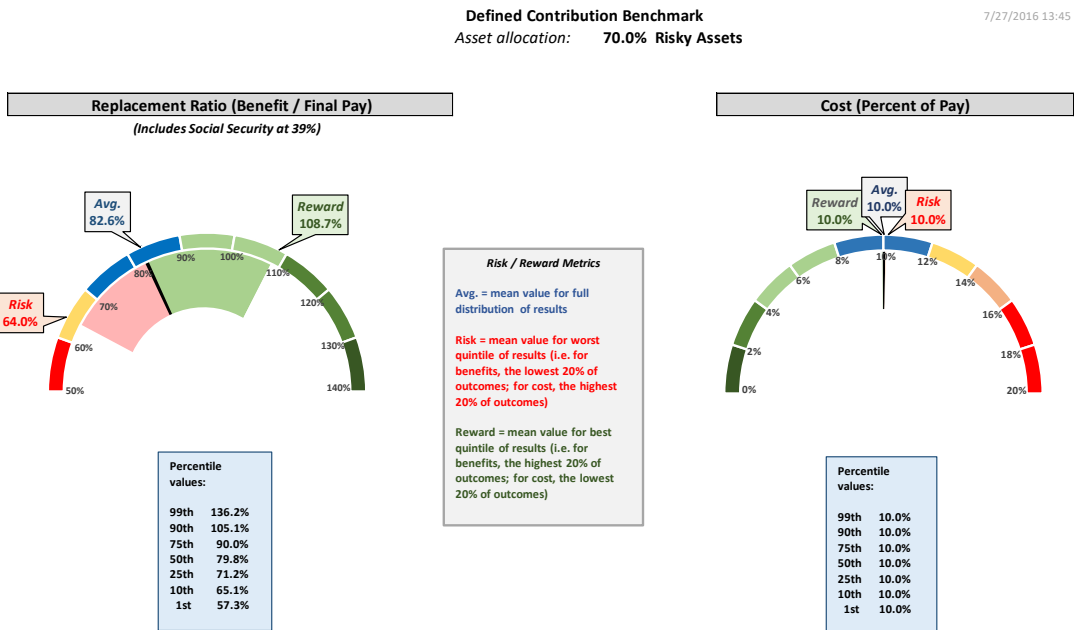 Defined Contribution Benchmark
7/27/2016 13:45
Asset allocation: 70.0% Risky Assets
Replacement Ratio (Benefit / Final Pay)
(Includes Social Security at 39%)
Avg.
82.6%
Reward
108.7%
Risk
64.0%
50%
60%
70%
80%
90%
100%
110%
120%
130%
140%
Percentile
values:
99th 136.2%
90th 105.1%
75th 90.0%
50th 79.8%
25th 71.2%
10th 65.1%
1st 57.3%
Risk / Reward Metrics
Avg. = mean value for full
distribution of results
Risk = mean value for worst
quintile of results (i.e. for
benefits, the lowest 20% of
outcomes; for cost, the highest
20% of outcomes)
Reward = mean value for best
quintile of results (i.e. for
benefits, the highest 20% of
outcomes; for cost, the lowest
20% of outcomes)
Cost (Percent of Pay)
Reward
10.0%
Avg.
10.0%
Risk
10.0%
0%
2%
4%
6%
8%
10%
12%
14%
16%
18%
20%
Percentile
values:
99th 10.0%
90th 10.0%
75th 10.0%
50th 10.0%
25th 10.0%
10th 10.0%
1st 10.0%